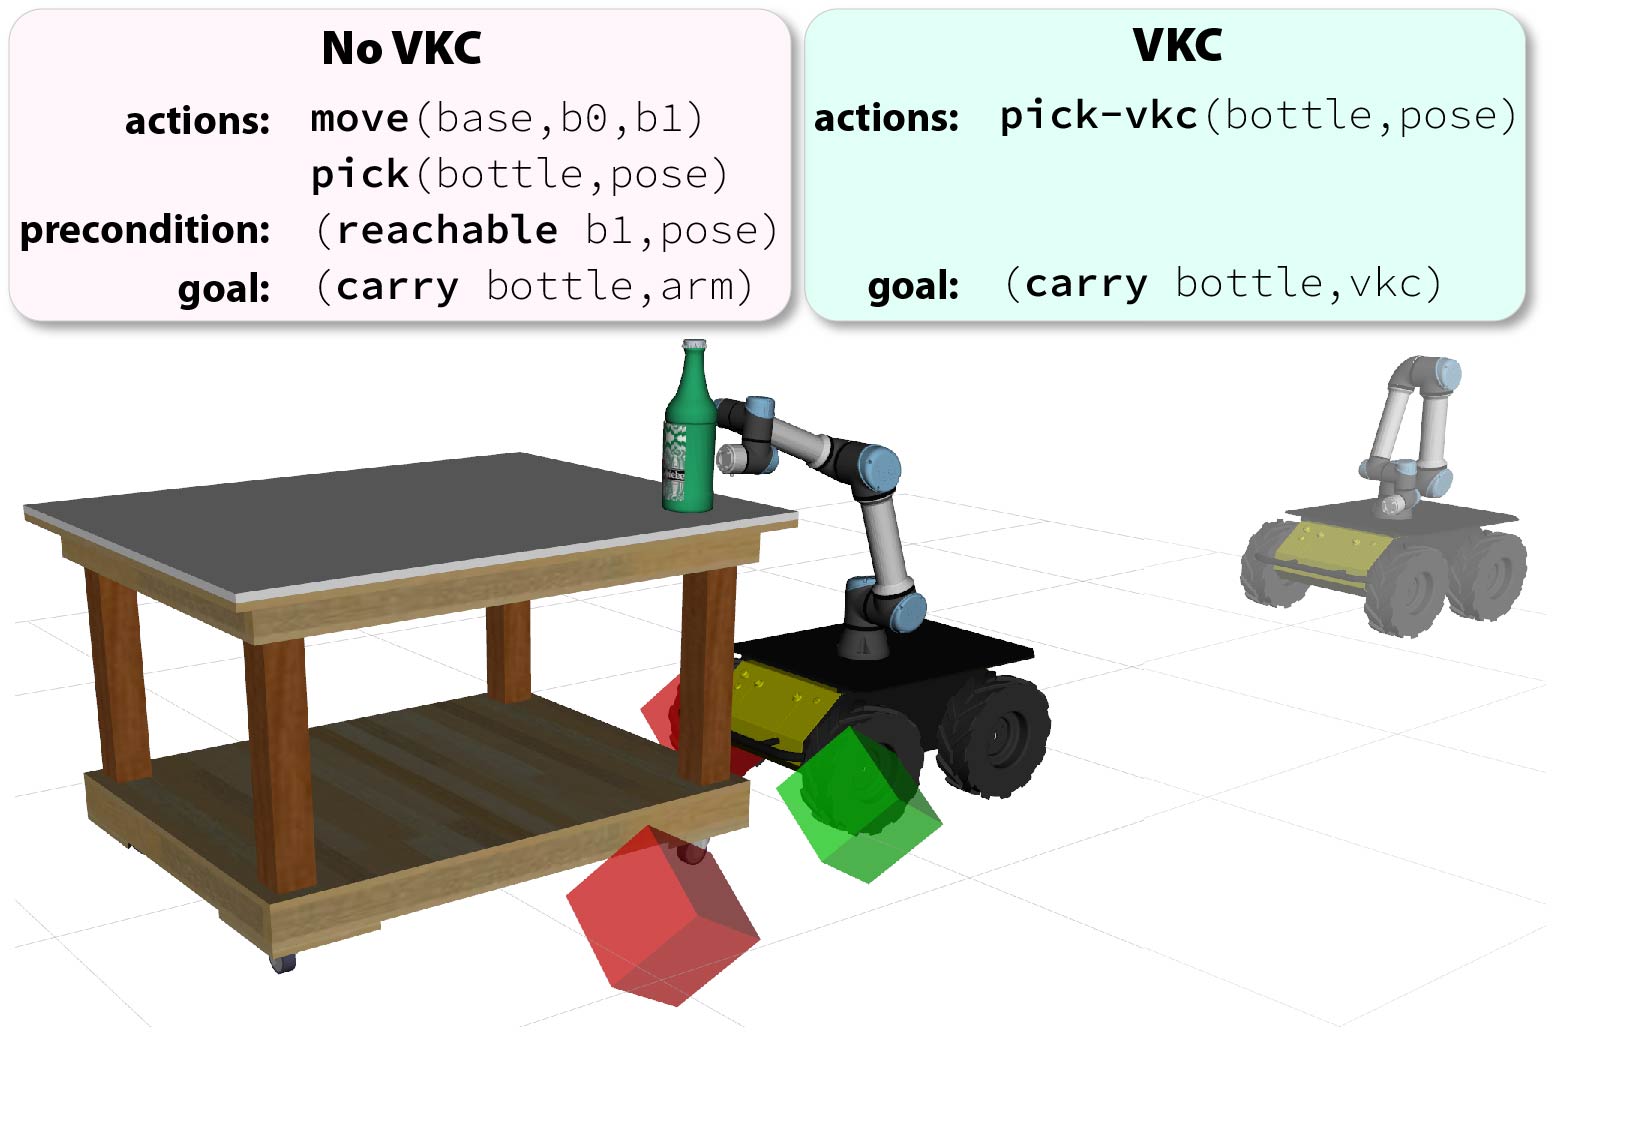 No VKC
actions: move(base,b0,b1)
pick(bottle,pose)
precondition: (reachable b1,pose)
goal: (carry bottle,arm)
VKC
actions: pick-vkc(bottle,pose)
goal: (carry bottle,vkc)